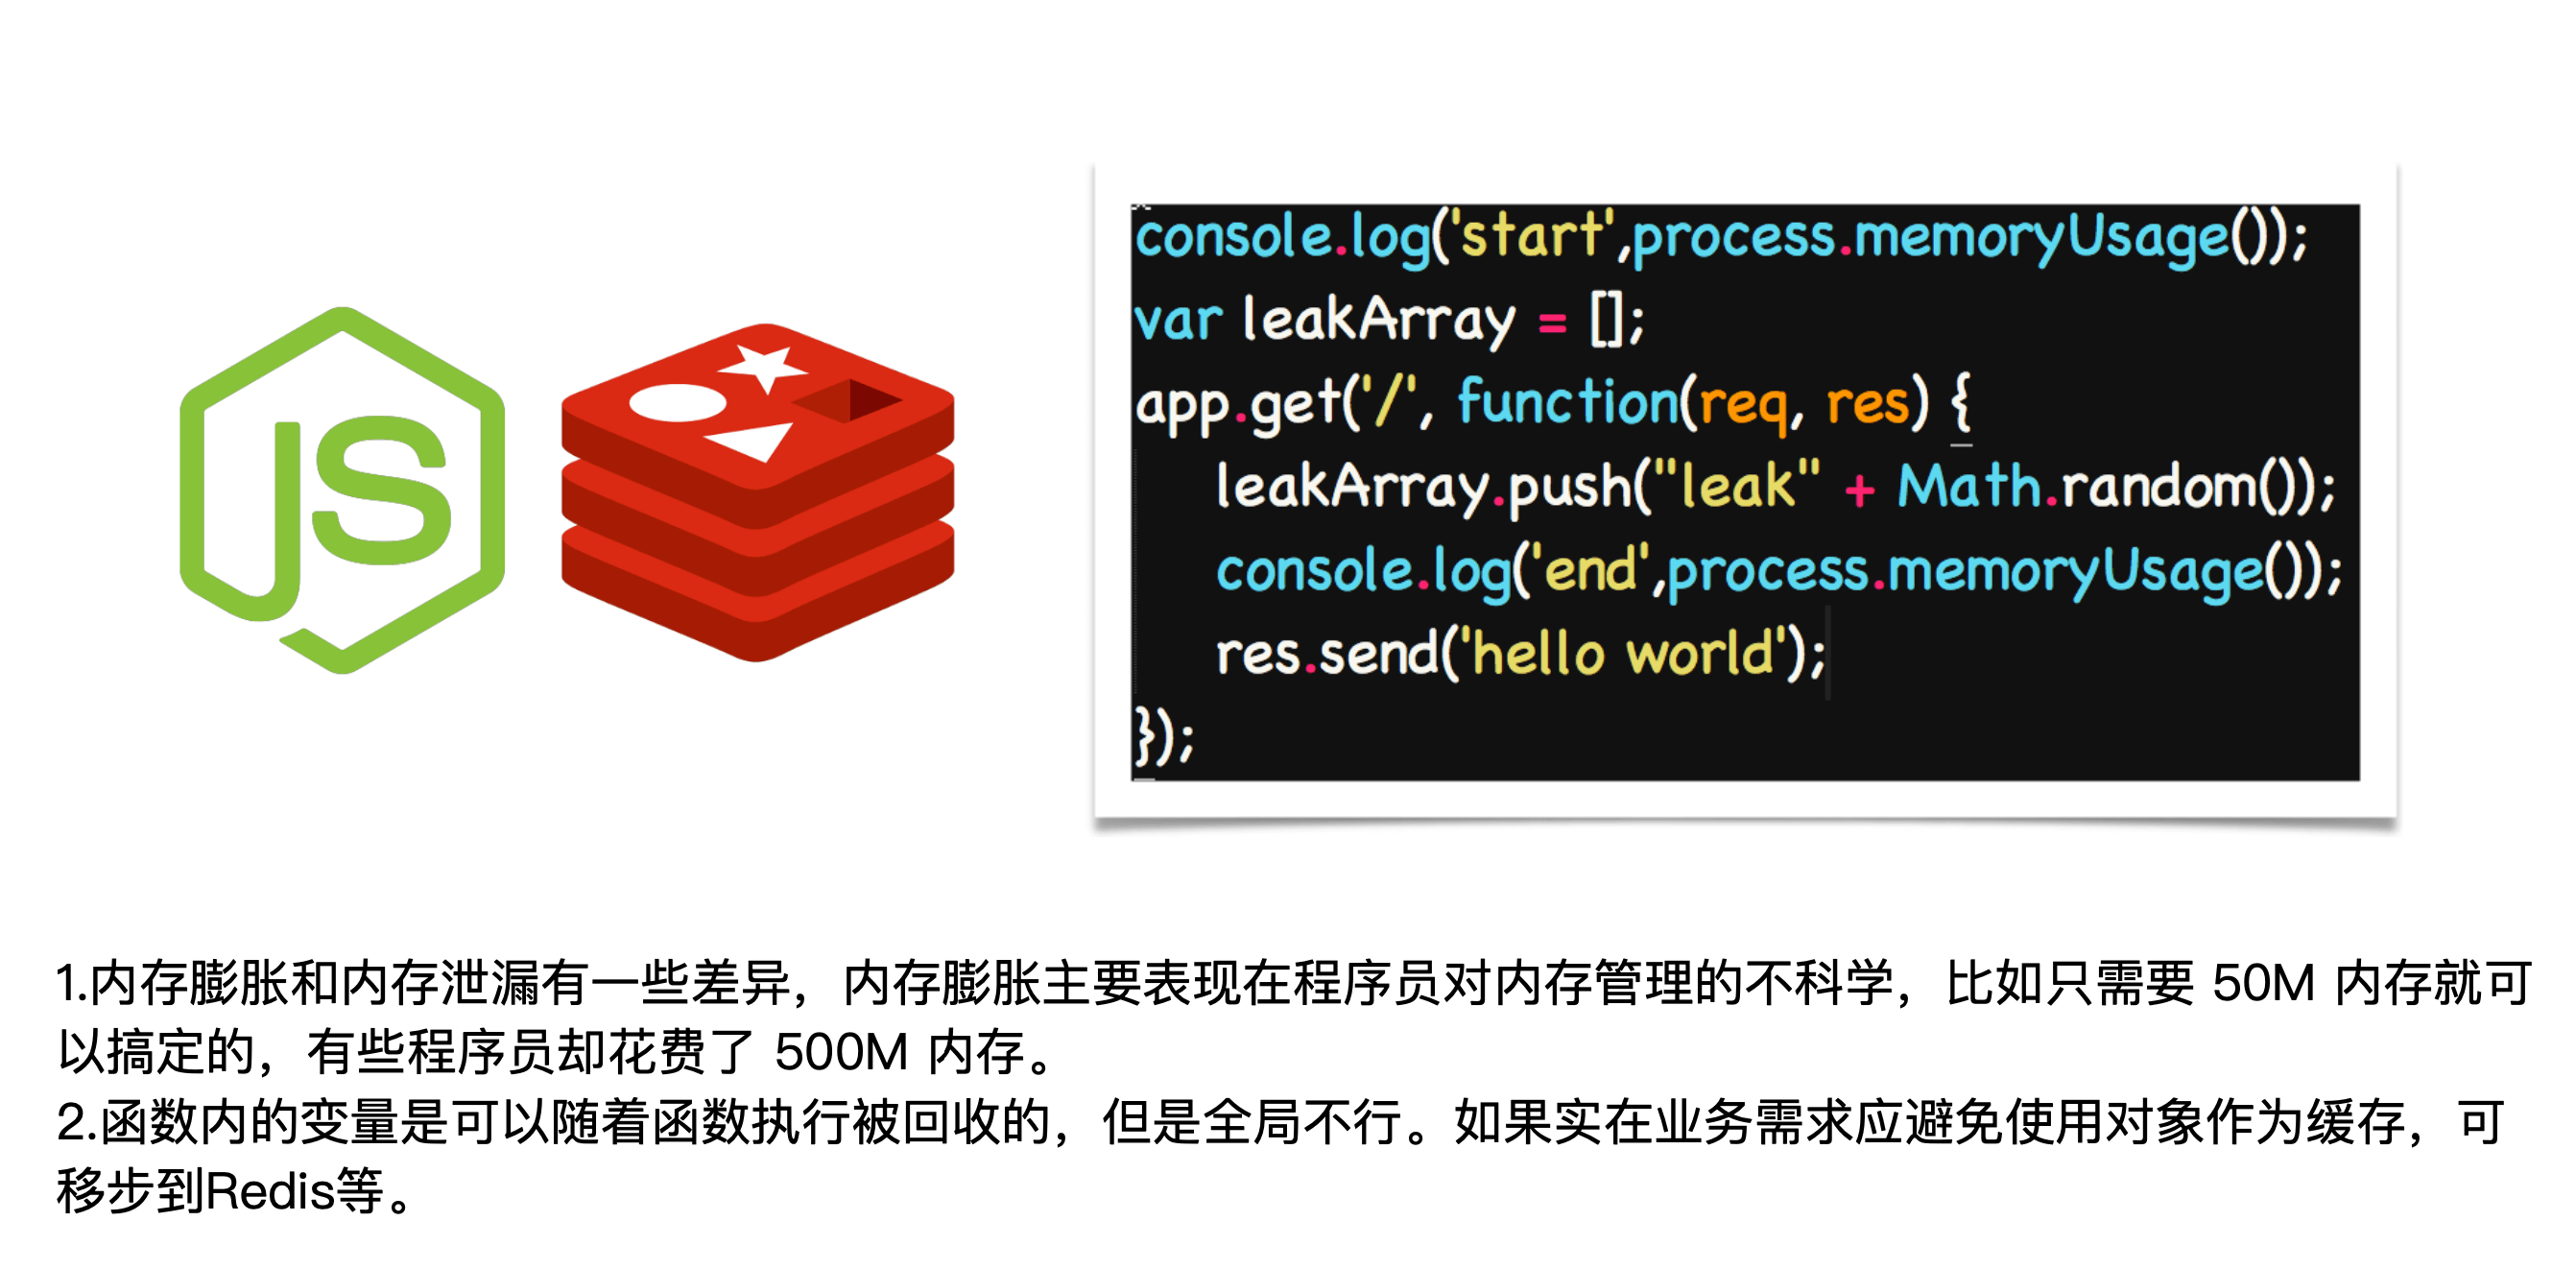 JS
console.log('start',process.memoryUsage());
var leakArray = [];
app.get('/', function(req, res) {
    leakArray.push("leak" + Math.random());
    console.log('end',process.memoryUsage());
    res.send('hello world');
});
1.内存膨胀和内存泄漏有一些差异，内存膨胀主要表现在程序员对内存管理的不科学，比如只需要 50M 内存就可
以搞定的，有些程序员却花费了 500M 内存。
2.函数内的变量是可以随着函数执行被回收的，但是全局不行。如果实在业务需求应避免使用对象作为缓存，可
移步到Redis等。